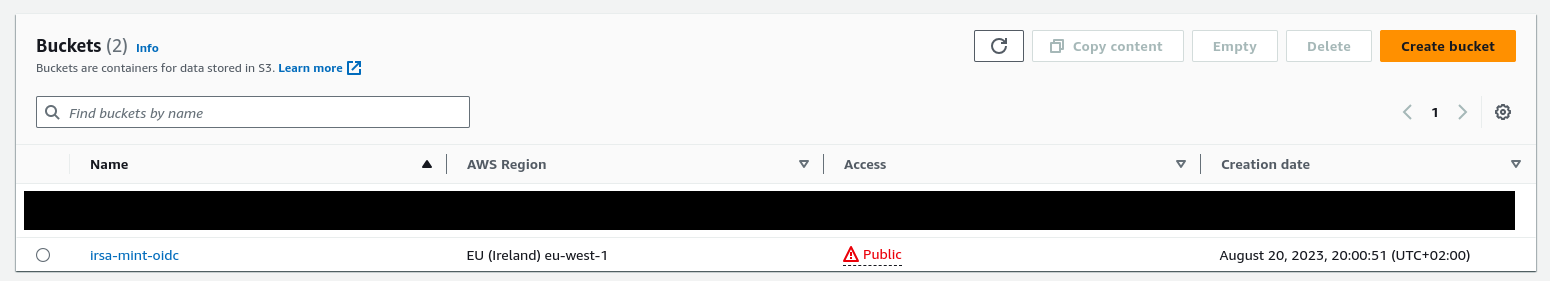 Buckets (2) Info
Copy content Empty Delete Create bucket
Buckets are containers for data stored in S3. Learn more
Find buckets by name
1
Name AWS Region Access Creation date
irsa-mint-oidc EU (Ireland) eu-west-1 Public August 20, 2023, 20:00:51 (UTC+02:00)